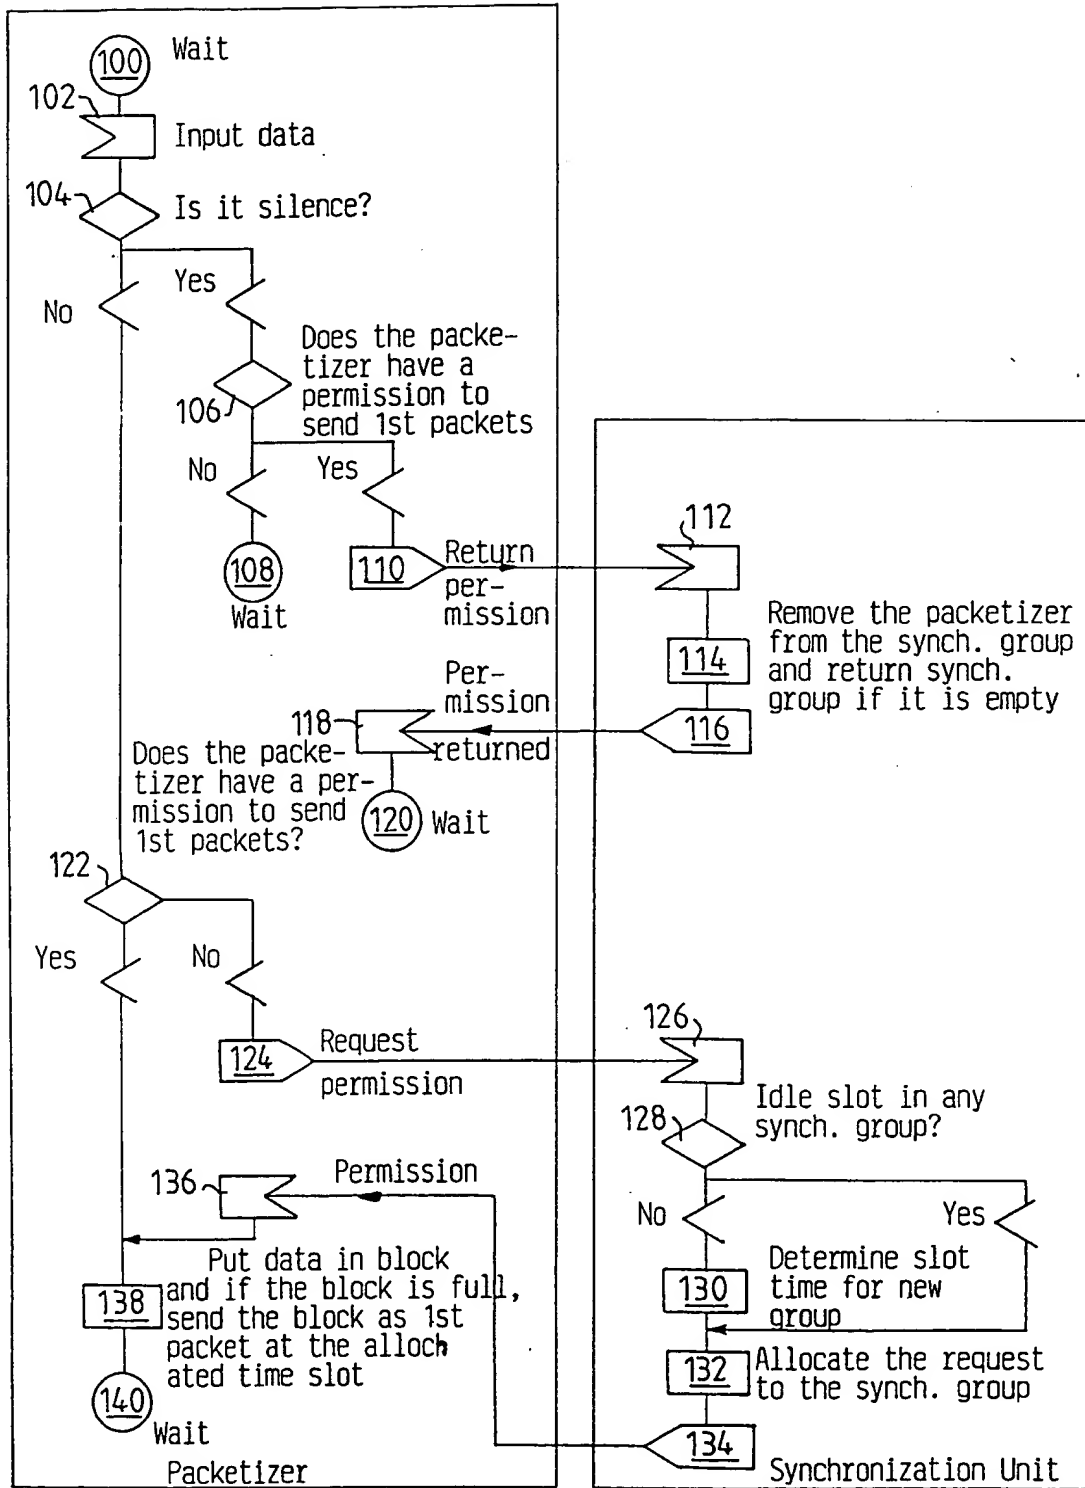 100 Wait
102
Input data
104
Is it silence?
Yes
No
Does the packe-
tizer have a
permission to
send 1st packets
106
No
Yes
112
108
Wait
110
Return
per-
mission
Remove the packetizer
from the synch. group
and return synch.
group if it is empty
114
116
Per-
mission
returned
118
Does the packe-
tizer have a per-
mission to send
1st packets?
120 Wait
122
Yes
No
124
Request
permission
126
Idle slot in any
synch. group?
128
No
Yes
136
Permission
Determine slot
time for new
group
130
Put data in block
and if the block is full,
send the block as 1st
packet at the alloch
ated time slot
138
132
Allocate the request
to the synch. group
140
Wait
134
Packetizer
Synchronization Unit